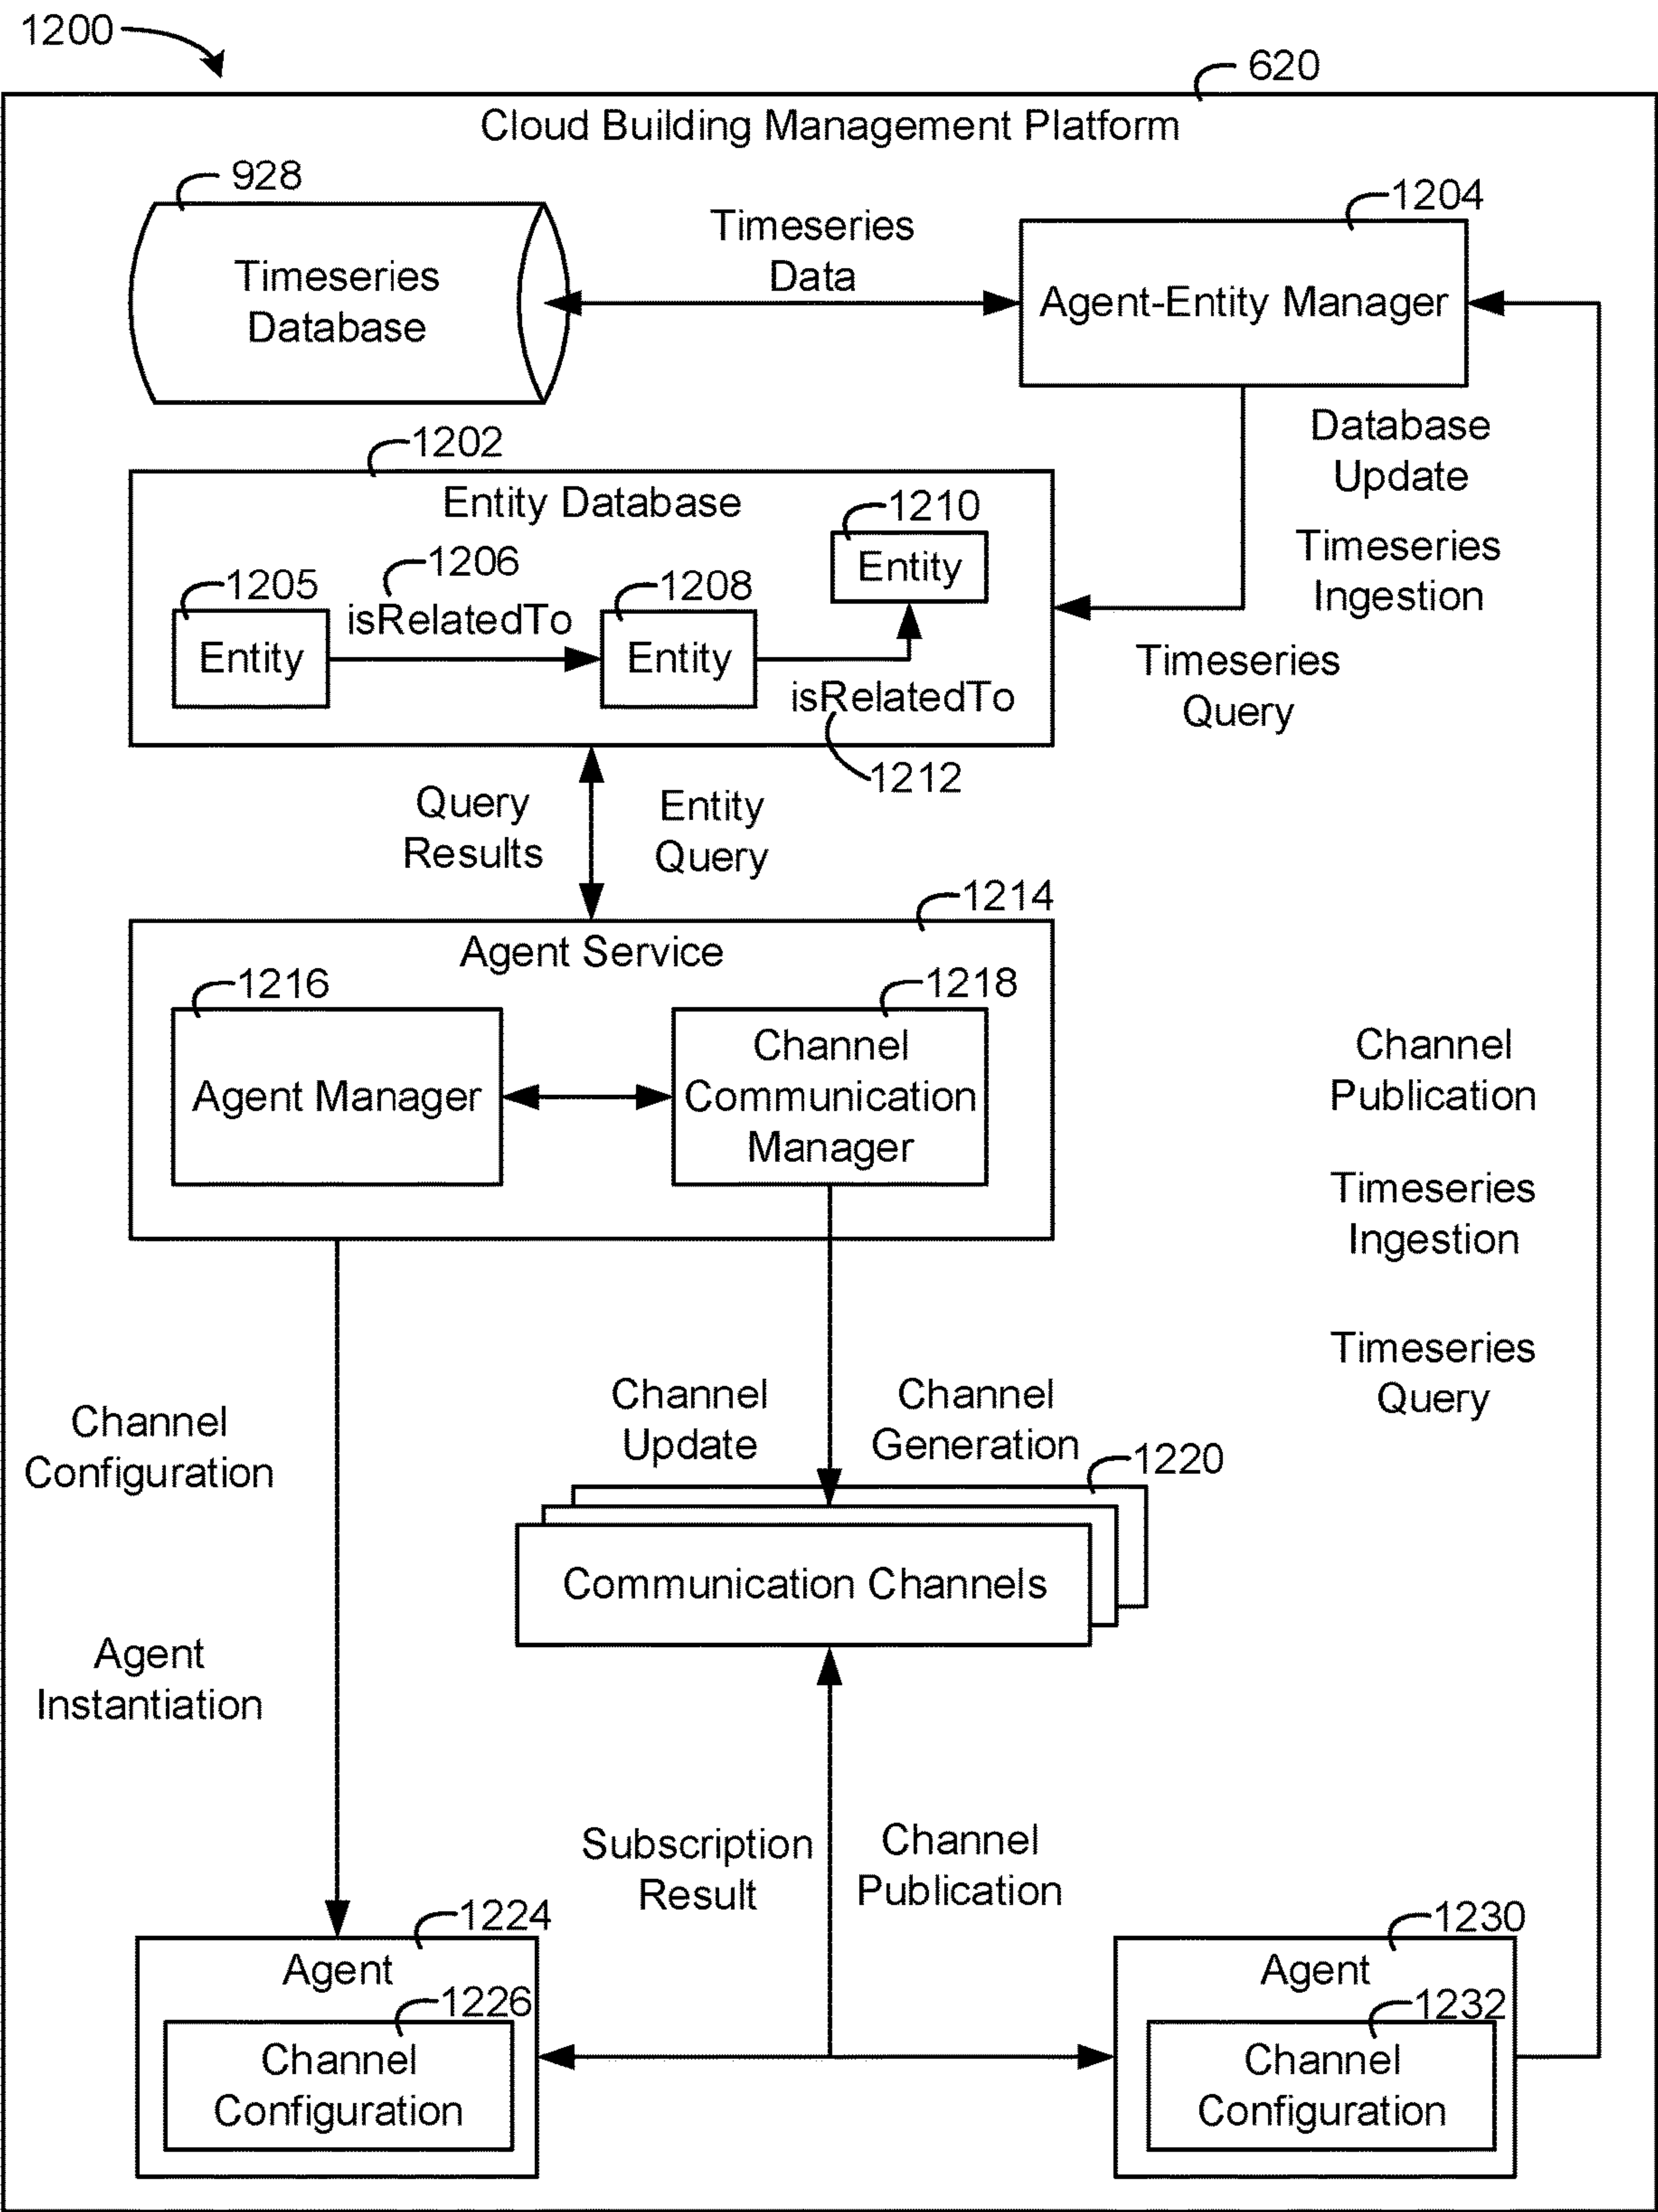 1200
620
Cloud Building Management Platform
928
Timeseries
Database
Timeseries
Data
1204
Agent-Entity Manager
Database
Update
Timeseries
Ingestion
Timeseries
Query
1202
Entity Database
1205
Entity
1206
isRelatedTo
1208
Entity
1210
Entity
isRelatedTo
1212
Query
Results
Entity
Query
1214
Agent Service
1216
Agent Manager
1218
Channel
Communication
Manager
Channel
Publication
Timeseries
Ingestion
Timeseries
Query
Channel
Configuration
Agent
Instantiation
Channel
Update
Channel
Generation
1220
Communication Channels
Subscription
Result
Channel
Publication
1224
Agent
1226
Channel
Configuration
1230
Agent
1232
Channel
Configuration